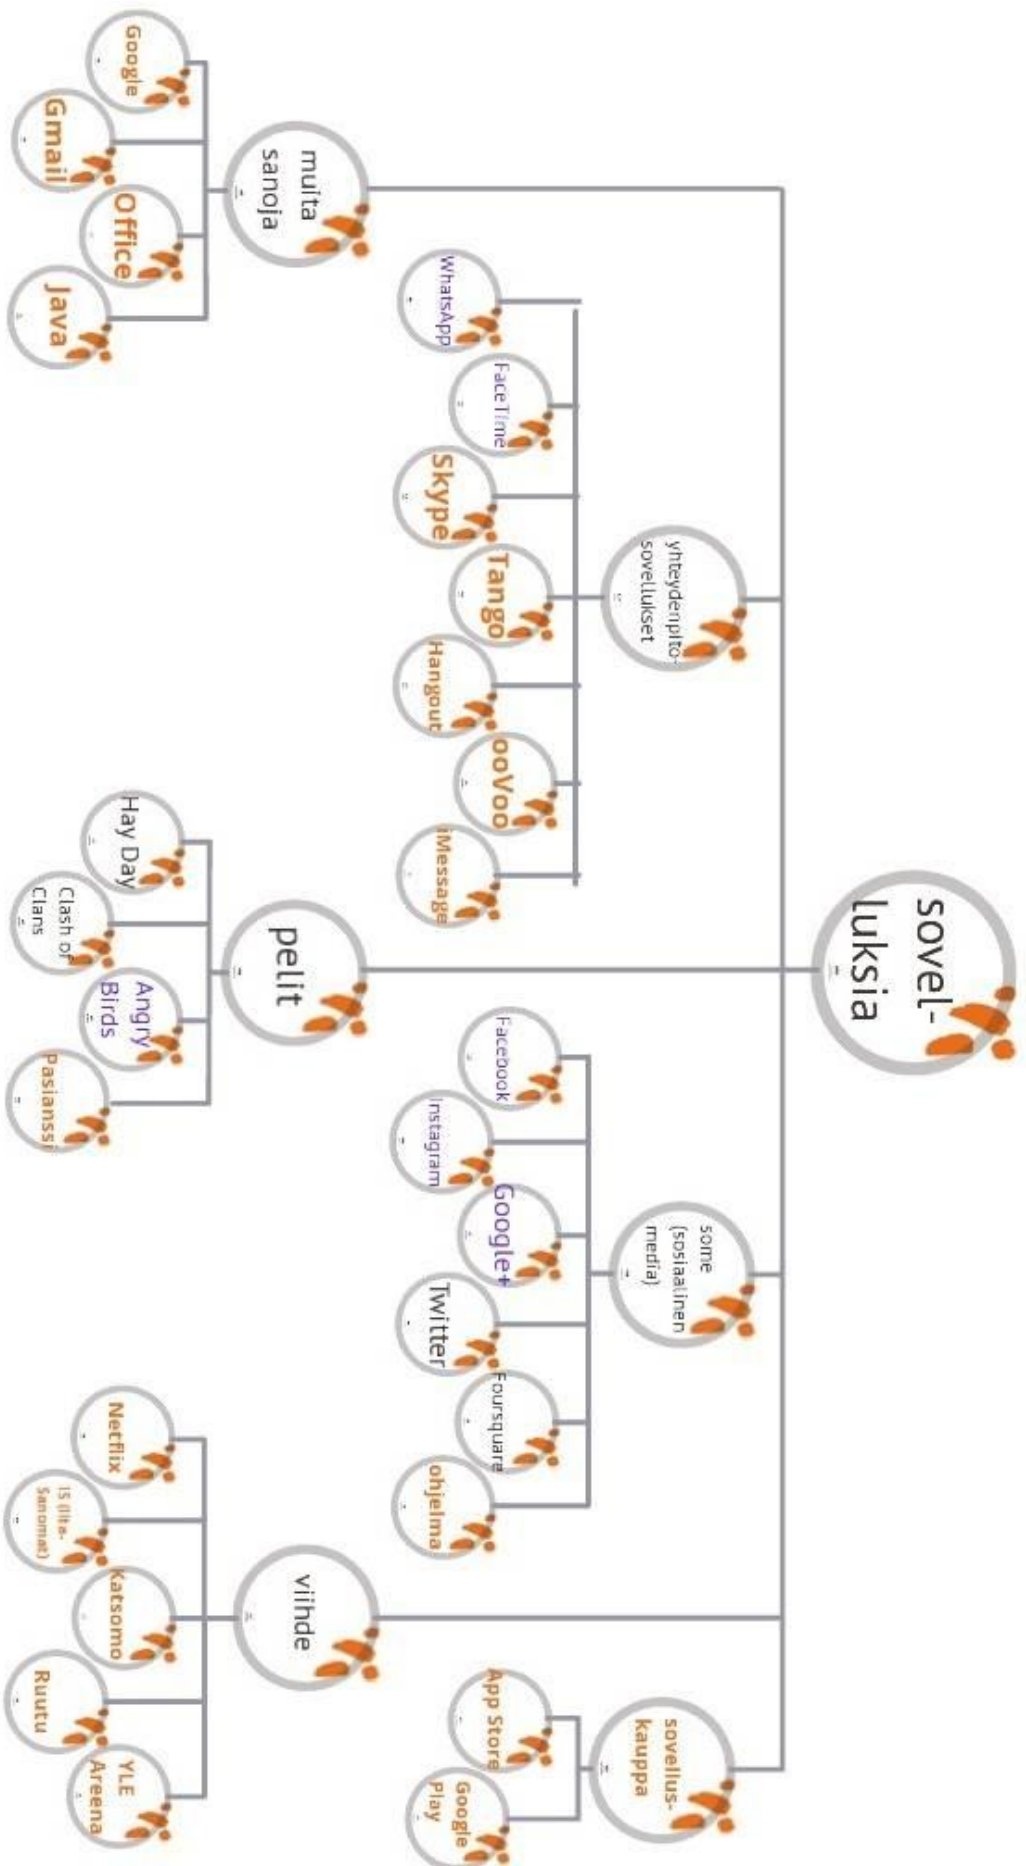 sovel-
luksia
muita
sanoja
Google
Gmail
Office
Java
yhteydenpito-
sovellukset
WhatsApp
FaceTime
Skype
Tango
Hangout
ooVoo
iMessage
pelit
Hay Day
Clash of
Clans
Angry
Birds
Pasianssi
some
(sosiaalinen
media)
Facebook
Instagram
Google+
Twitter
Foursquare
ohjelma
viihde
Netflix
IS (Ilta-
Sanomat)
Katsomo
Ruutu
YLE
Areena
sovellus-
kauppa
App Store
Google
Play